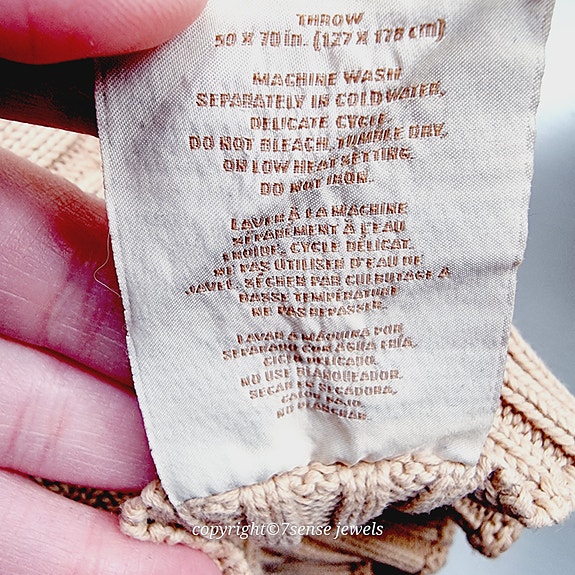 THROW
50 X 70 in. (127 X 178 cm)
MACHINE WASH
SEPARATELY IN COLD WATER,
DELICATE CYCLE.
DO NOT BLEACH. TUMBLE DRY,
ON LOW HEAT SETTING.
DO NOT IRON.
LAVER À LA MACHINE
SÉPARÉMENT À L'EAU
FROIDE, CYCLE DÉLICAT.
NE PAS UTILISER D'EAU DE
JAVEL. SÉCHER PAR CULBUTAGE À
BASSE TEMPÉRATURE
NE PAS REPASSER.
LAVAR A MÁQUINA POR
SEPARADO CON AGUA FRÍA.
CICLO DELICADO.
NO USE BLANQUEADOR.
SECAR EN SECADORA,
CALOR BAJO.
NO PLANCHAR.
copyright©7sense jewels